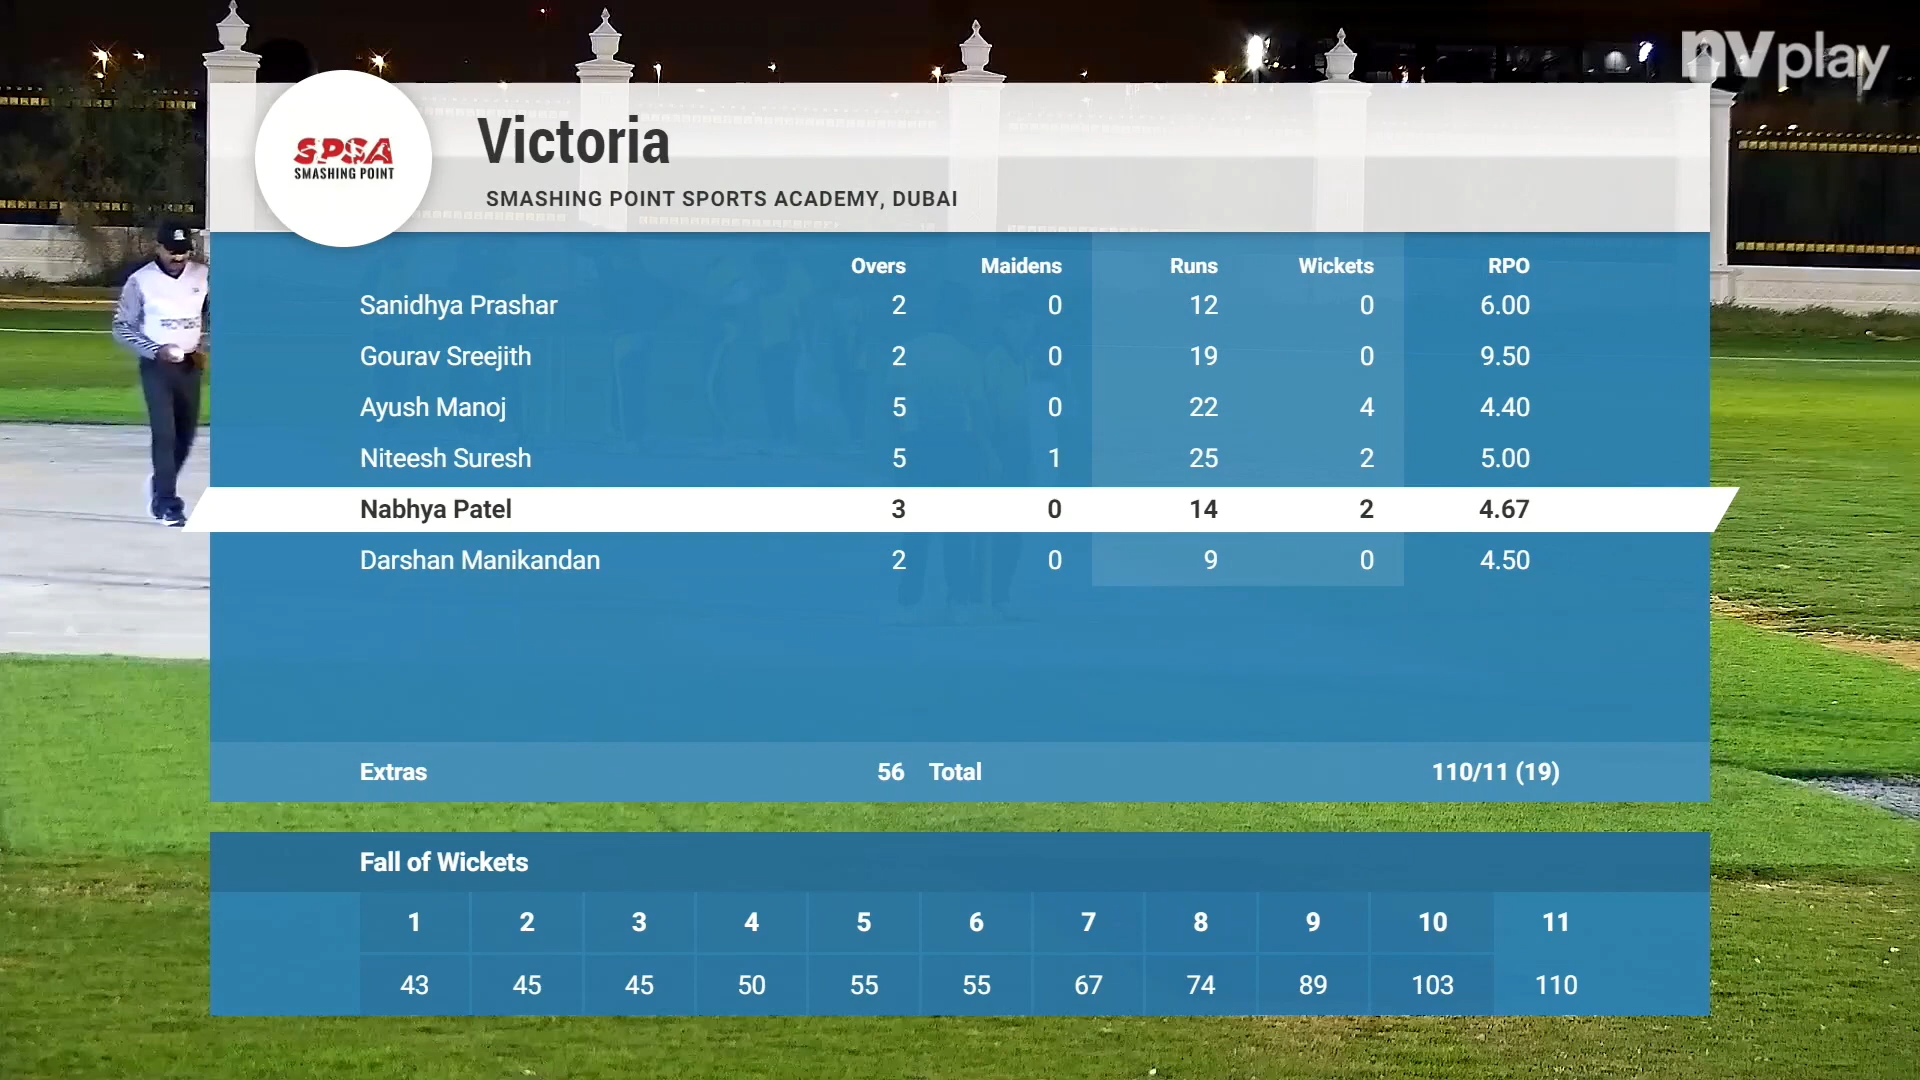 nvplay
SPSA
SMASHING POINT
Victoria
SMASHING POINT SPORTS ACADEMY, DUBAI
Overs Maidens Runs Wickets RPO
Sanidhya Prashar 2 0 12 0 6.00
Gourav Sreejith 2 0 19 0 9.50
Ayush Manoj 5 0 22 4 4.40
Niteesh Suresh 5 1 25 2 5.00
Nabhya Patel 3 0 14 2 4.67
Darshan Manikandan 2 0 9 0 4.50
Extras 56 Total 110/11 (19)
Fall of Wickets
1 2 3 4 5 6 7 8 9 10 11
43 45 45 50 55 55 67 74 89 103 110